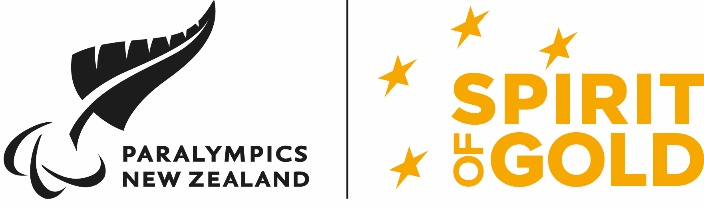 PARALYMPICS
NEW ZEALAND
SPIRIT
OF GOLD